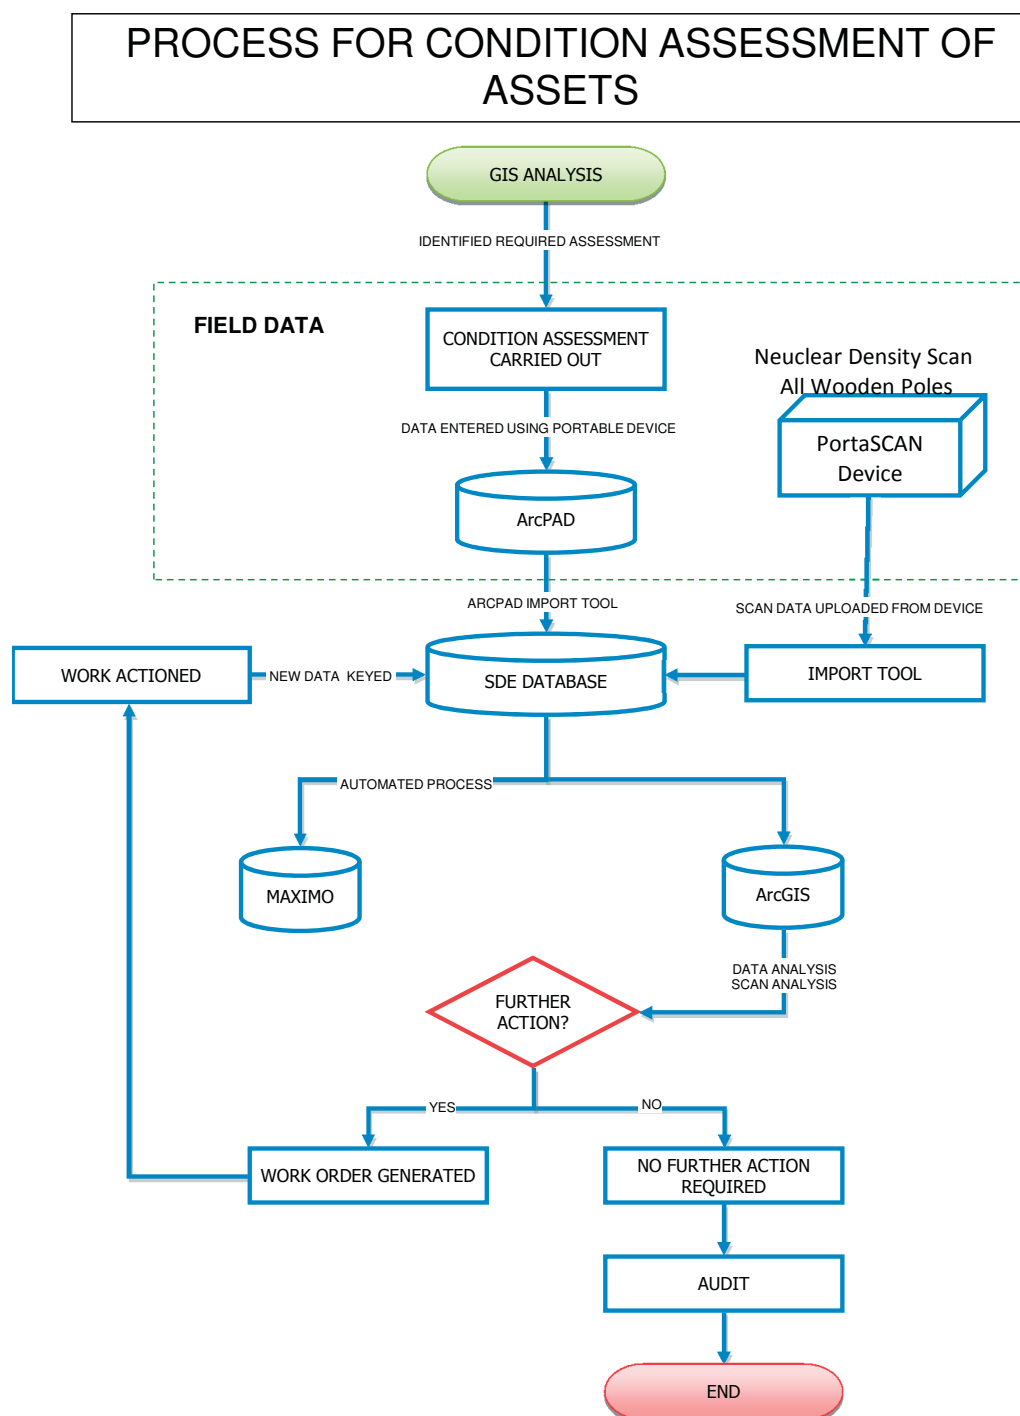 PROCESS FOR CONDITION ASSESSMENT OF
ASSETS
GIS ANALYSIS
IDENTIFIED REQUIRED ASSESSMENT
FIELD DATA
CONDITION ASSESSMENT
CARRIED OUT
Neuclear Density Scan
All Wooden Poles
DATA ENTERED USING PORTABLE DEVICE
PortaSCAN
Device
ArcPAD
ARCPAD IMPORT TOOL
SCAN DATA UPLOADED FROM DEVICE
WORK ACTIONED
NEW DATA KEYED
SDE DATABASE
IMPORT TOOL
AUTOMATED PROCESS
MAXIMO
ArcGIS
DATA ANALYSIS
SCAN ANALYSIS
FURTHER
ACTION?
YES
NO
WORK ORDER GENERATED
NO FURTHER ACTION
REQUIRED
AUDIT
END